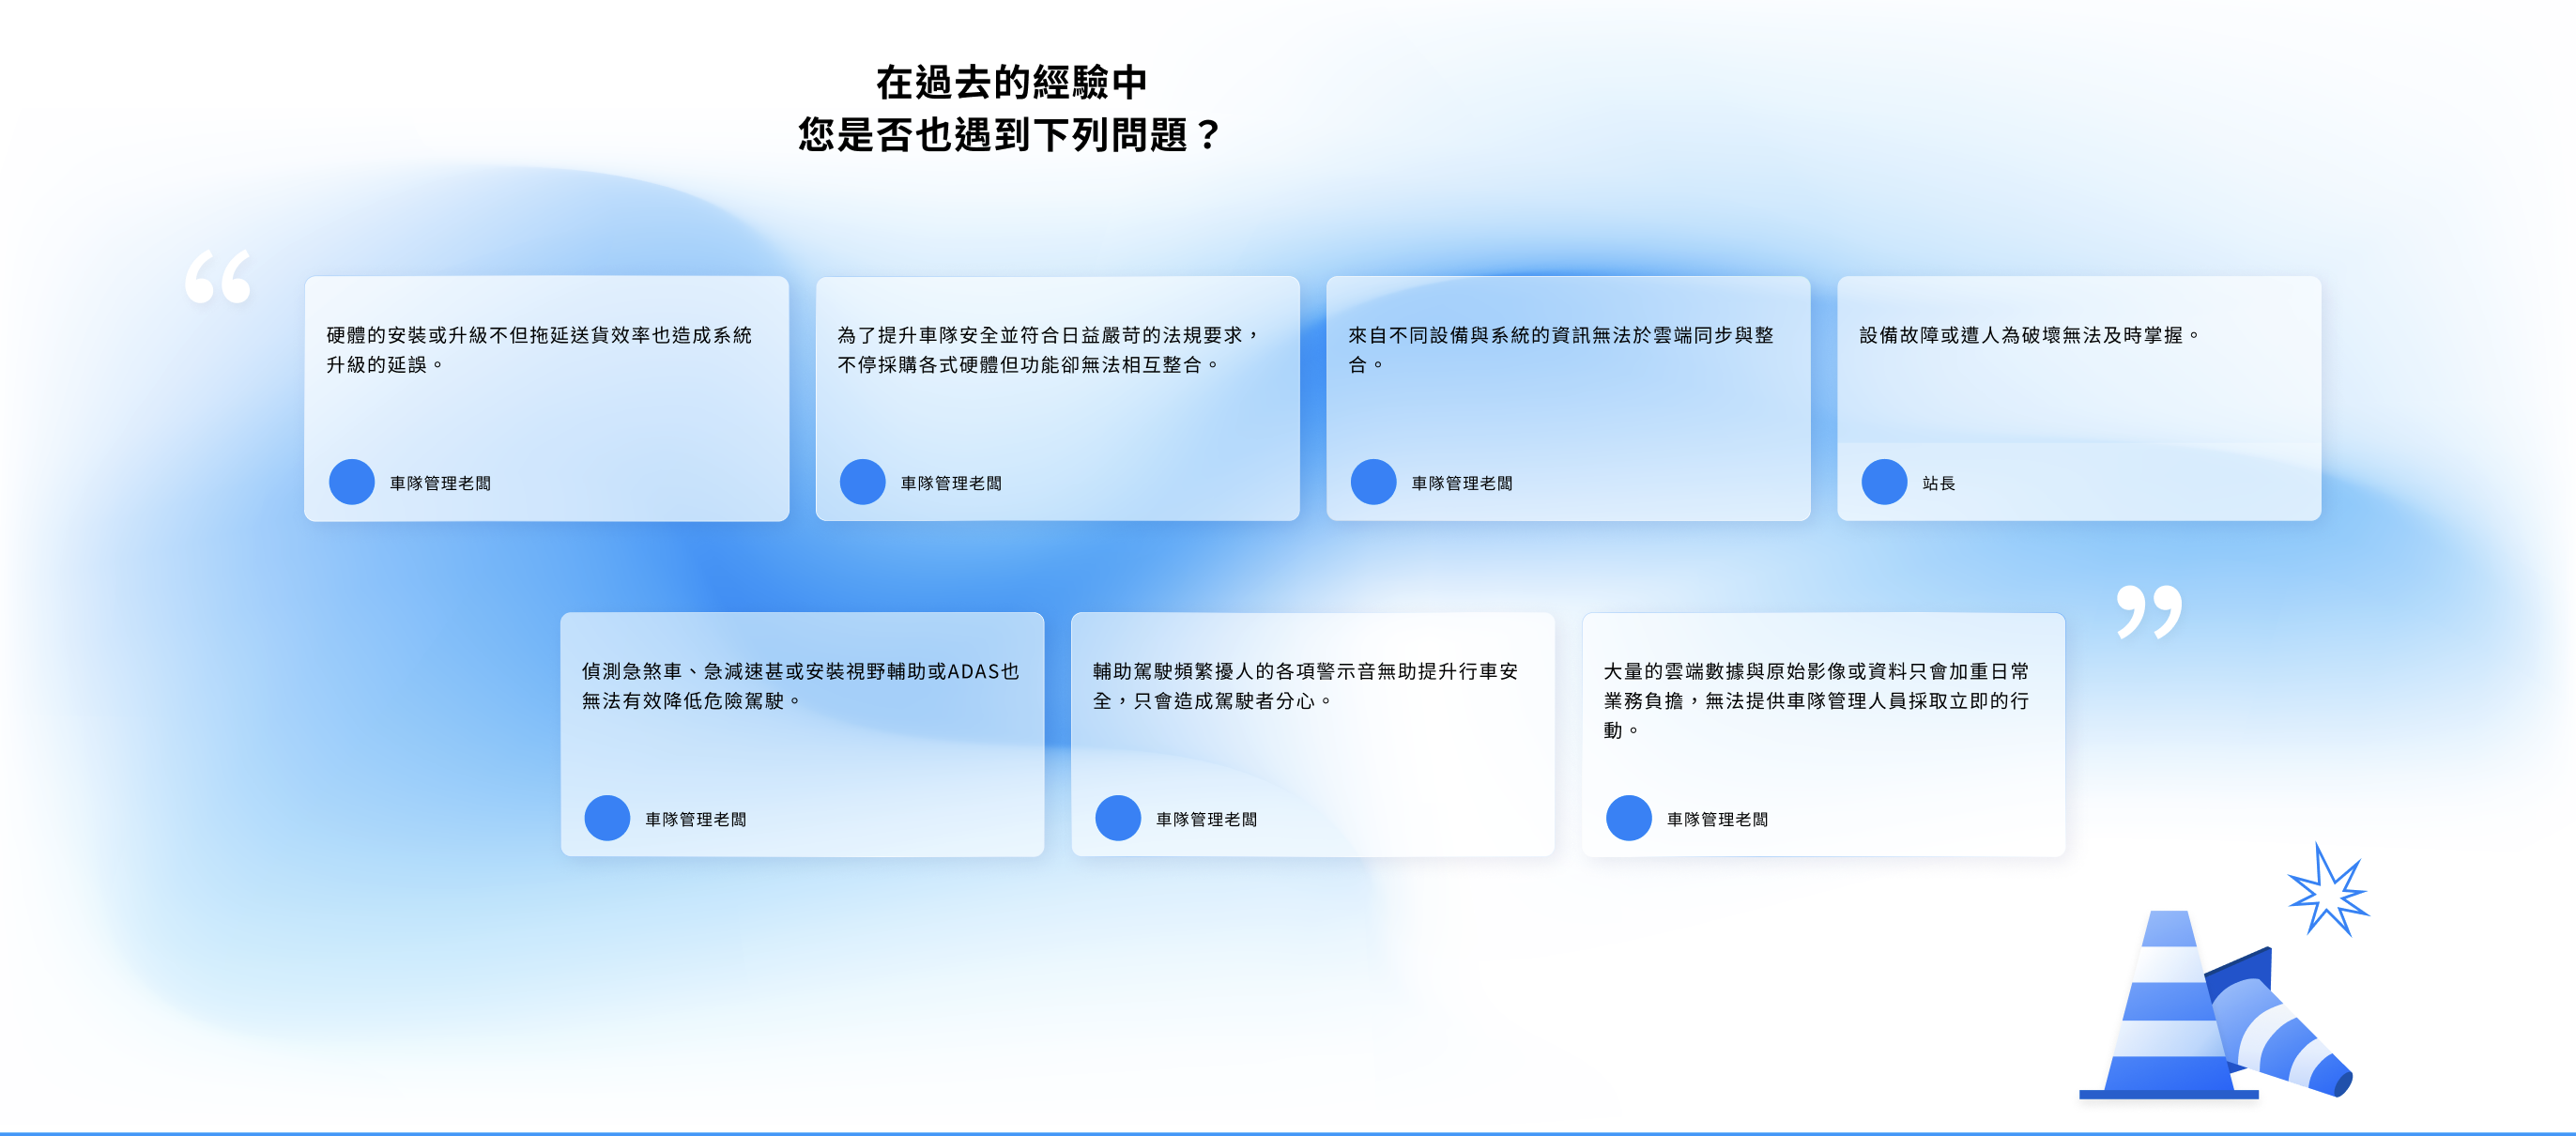 在過去的經驗中
您是否也遇到下列問題？
“
硬體的安裝或升級不但拖延送貨效率也造成系統
升級的延誤。
車隊管理老闆
為了提升車隊安全並符合日益嚴苛的法規要求，
不停採購各式硬體但功能卻無法相互整合。
車隊管理老闆
來自不同設備與系統的資訊無法於雲端同步與整
合。
車隊管理老闆
設備故障或遭人為破壞無法及時掌握。
站長
偵測急煞車、急減速甚或安裝視野輔助或ADAS也
無法有效降低危險駕駛。
車隊管理老闆
輔助駕駛頻繁擾人的各項警示音無助提升行車安
全，只會造成駕駛者分心。
車隊管理老闆
大量的雲端數據與原始影像或資料只會加重日常
業務負擔，無法提供車隊管理人員採取立即的行
動。
車隊管理老闆
”